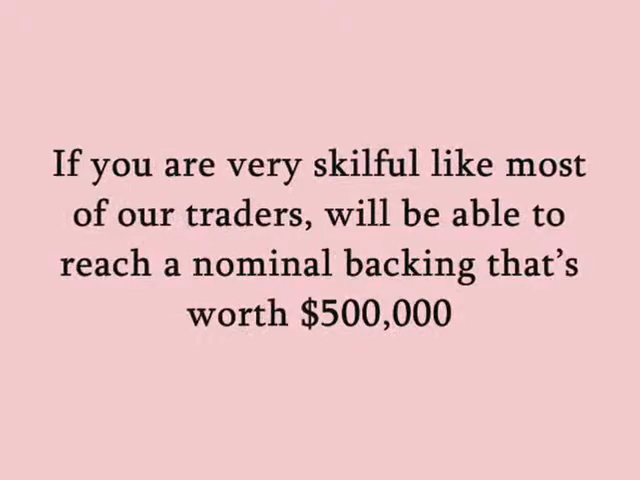 If you are very skilful like most
of our traders, will be able to
reach a nominal backing that’s
worth $500,000